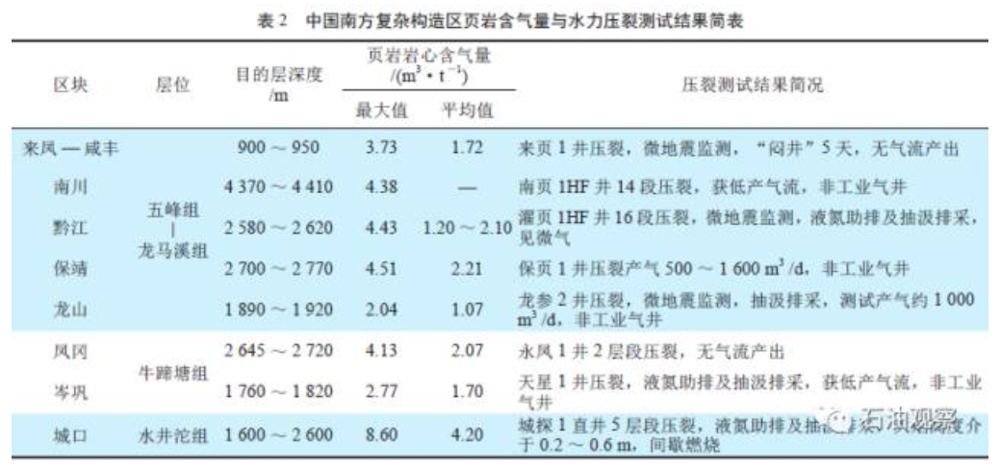 表 2 中国南方复杂构造区页岩含气量与水力压裂测试结果简表
区块 层位 目的层深度 /m 页岩岩心含气量 /(m³·t⁻¹) 压裂测试结果简况
最大值 平均值
来凤—咸丰 900～950 3.73 1.72 来页 1 井压裂，微地震监测，“闷井”5 天，无气流产出
南川 4 370～4 410 4.38 — 南页 1HF 井 14 段压裂，获低产气流，非工业气井
五峰组|龙马溪组
黔江 2 580～2 620 4.43 1.20～2.10 濯页 1HF 井 16 段压裂，微地震监测，液氮助排及抽汲排采，
见微气
保靖 2 700～2 770 4.51 2.21 保页 1 井压裂产气 500～1 600 m³/d，非工业气井
龙山 1 890～1 920 2.04 1.07 龙参 2 井压裂，微地震监测，抽汲排采，测试产气约 1 000
m³/d，非工业气井
凤冈 2 645～2 720 4.13 2.07 永凤 1 井 2 层段压裂，无气流产出
牛蹄塘组
岑巩 1 760～1 820 2.77 1.70 天星 1 井压裂，液氮助排及抽汲排采，获低产气流，非工业
气井
城口 水井沱组 1 600～2 600 8.60 4.20 城探 1 直井 5 层段压裂，液氮助排及抽汲排采，度介
于 0.2～0.6 m，间歇燃烧
石油观察